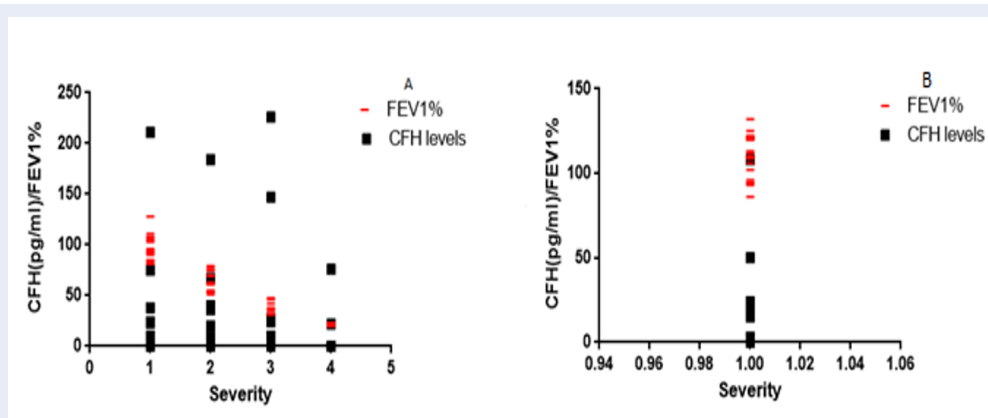 A
FEV1%
CFH levels
CFH(pg/ml)/FEV1%
250
200
150
100
50
0
0 1 2 3 4 5
Severity
B
FEV1%
CFH levels
CFH(pg/ml)/FEV1%
150
100
50
0
0.94 0.96 0.98 1.00 1.02 1.04 1.06
Severity